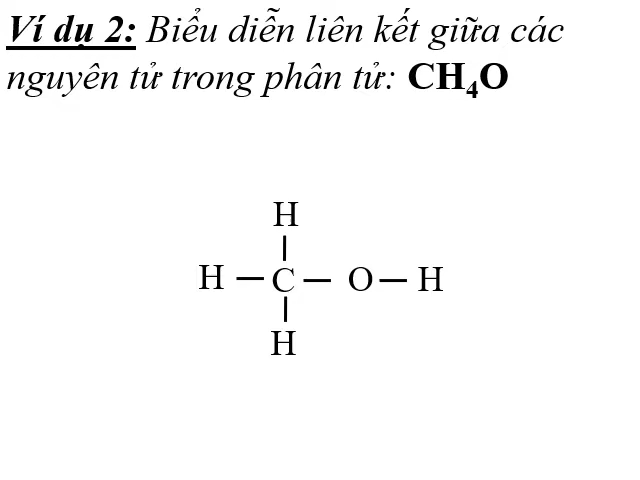 Ví dụ 2: Biểu diễn liên kết giữa các
nguyên tử trong phân tử: CH₄O
H
H – C – O – H
H